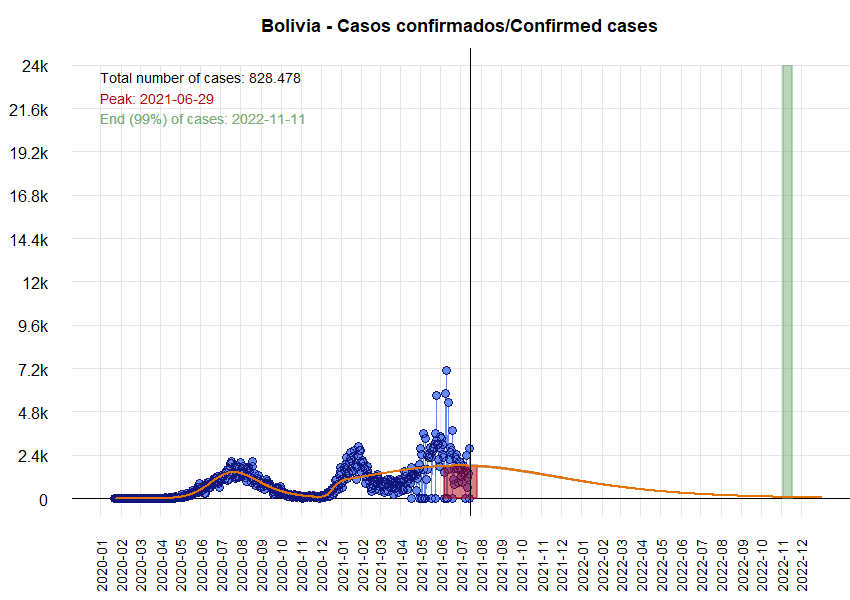 Bolivia - Casos confirmados/Confirmed cases
24k
Total number of cases: 828.478
Peak: 2021-06-29
21.6k
End (99%) of cases: 2022-11-11
19.2k
16.8k
14.4k
12k
9.6k
7.2k
4.8k
2.4k
0
2020-01
2020-02
2020-03
2020-04
2020-05
2020-06
2020-07
2020-08
2020-09
2020-10
2020-11
2020-12
2021-01
2021-02
2021-03
2021-04
2021-05
2021-06
2021-07
2021-08
2021-09
2021-10
2021-11
2021-12
2022-01
2022-02
2022-03
2022-04
2022-05
2022-06
2022-07
2022-08
2022-09
2022-10
2022-11
2022-12